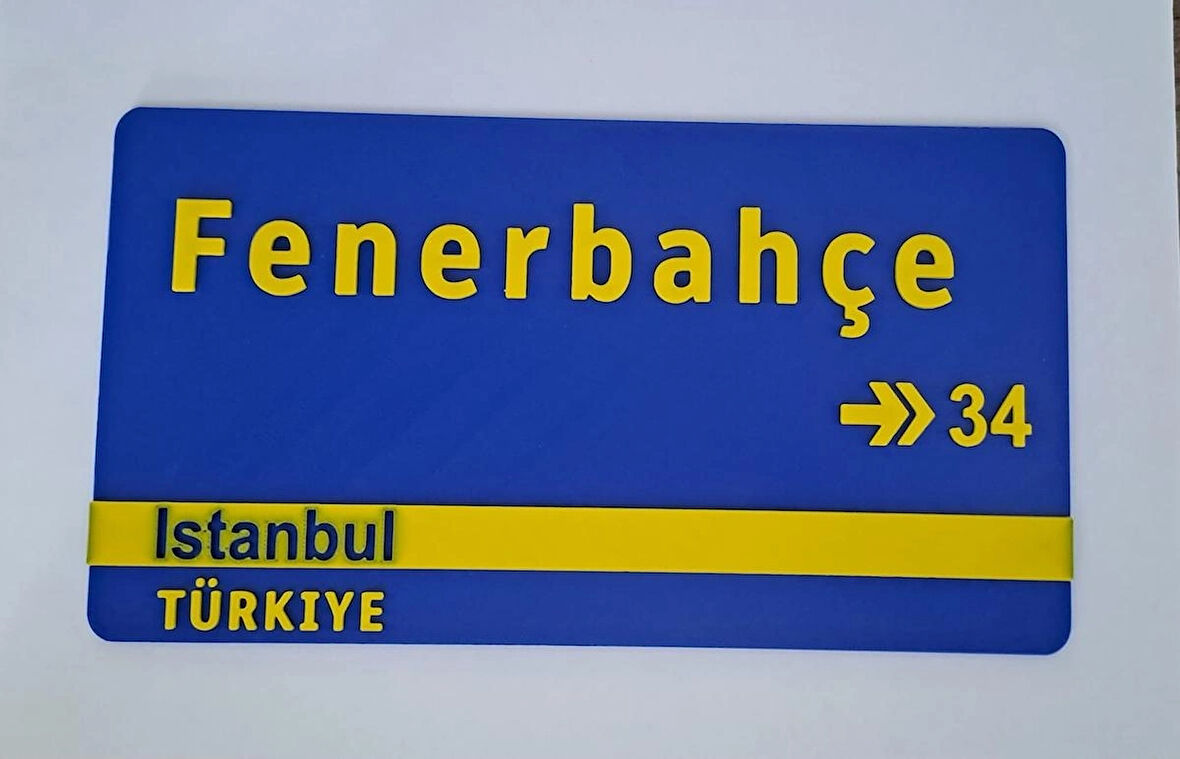 Fenerbahçe
34
Istanbul
TÜRKIYE